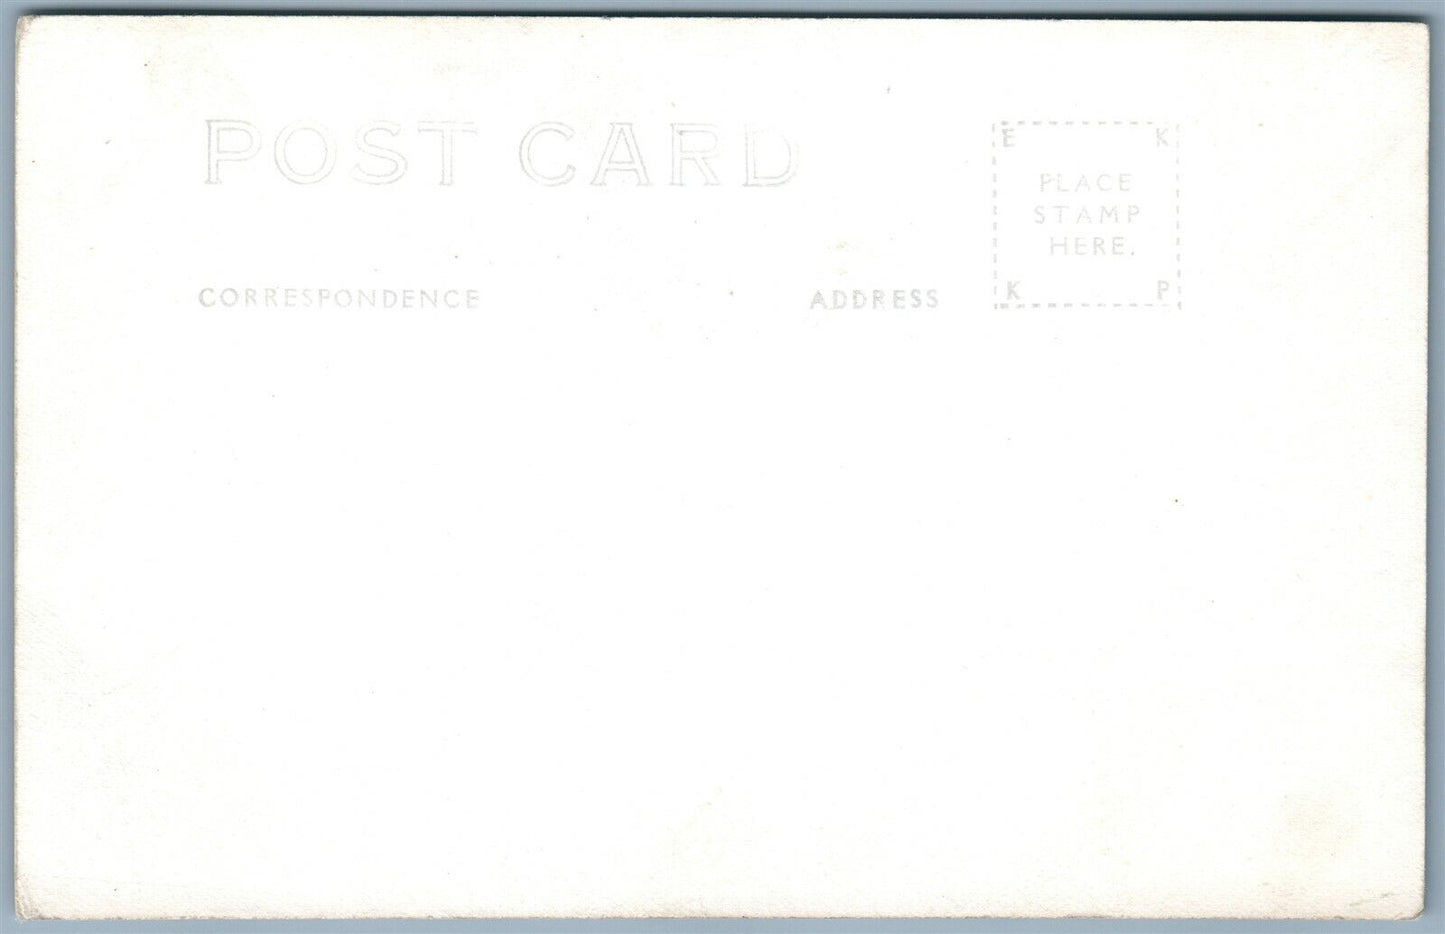 POST CARD
E K
PLACE
STAMP
HERE.
K P
CORRESPONDENCE
ADDRESS